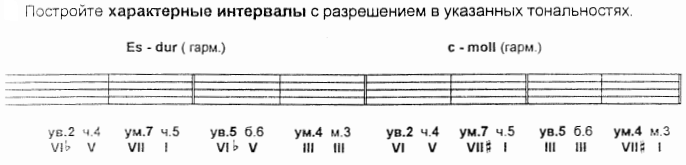 Постройте характерные интервалы с разрешением в указанных тональностях.
Es - dur ( гарм.) c - moll (гарм.)
ув.2 ч.4 ум.7 ч.5 ув.5 б.6 ум.4 м.3 ув.2 ч.4 ум.7 ч.5 ув.5 б.6 ум.4 м.3
VI♭ V VII I VI♭ V III III VI V VII♯ I III III VII♯ I